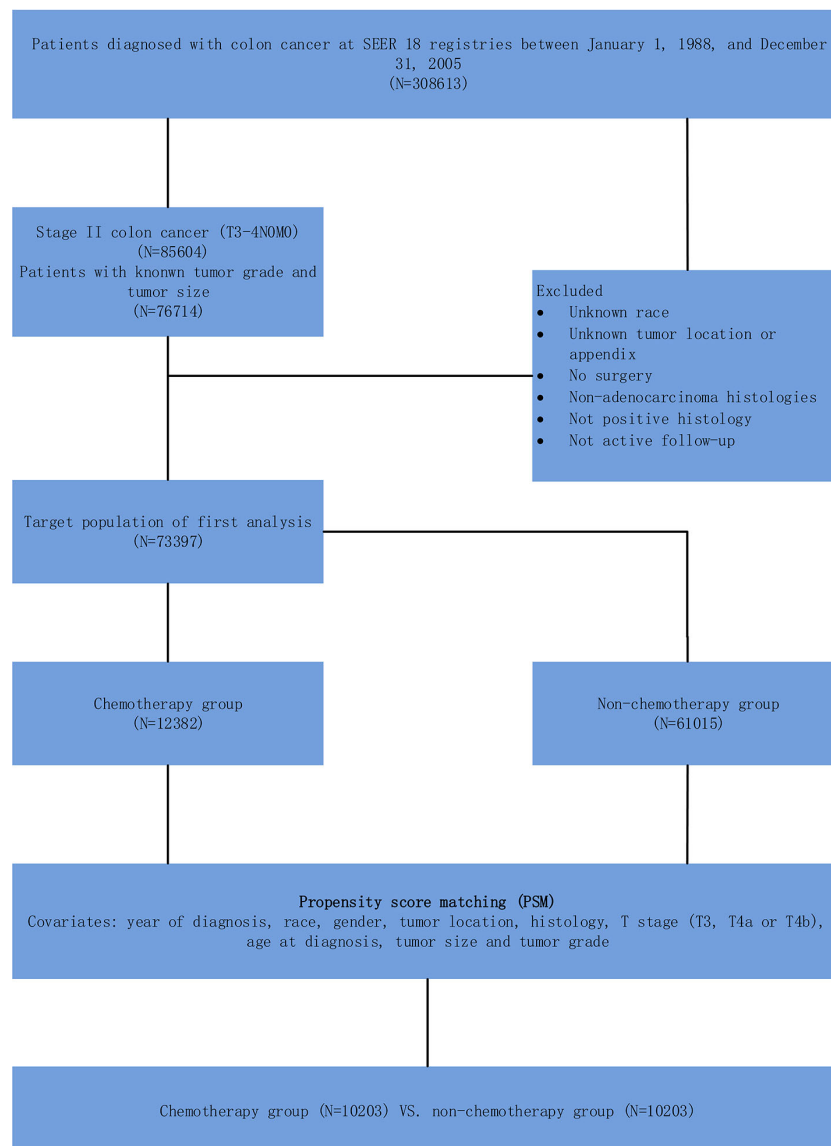 Patients diagnosed with colon cancer at SEER 18 registries between January 1, 1988, and December
31, 2005
(N=308613)
Stage II colon cancer (T3-4N0M0)
(N=85604)
Patients with knonwn tumor grade and
tumor size
(N=76714)
Excluded
● Unknown race
● Unknown tumor location or
appendix
● No surgery
● Non-adenocarcinoma histologies
● Not positive histology
● Not active follow-up
Target population of first analysis
(N=73397)
Chemotherapy group
(N=12382)
Non-chemotherapy group
(N=61015)
Propensity score matching (PSM)
Covariates: year of diagnosis, race, gender, tumor location, histology, T stage (T3, T4a or T4b),
age at diagnosis, tumor size and tumor grade
Chemotherapy group (N=10203) VS. non-chemotherapy group (N=10203)